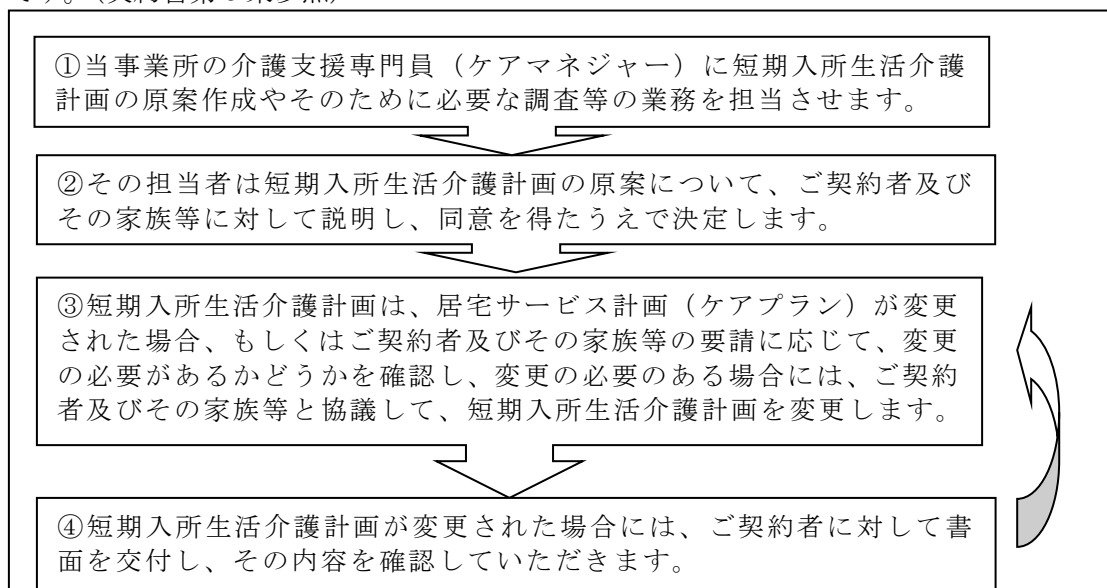 ①当事業所の介護支援専門員（ケアマネジャー）に短期入所生活介護
計画の原案作成やそのために必要な調査等の業務を担当させます。
②その担当者は短期入所生活介護計画の原案について、ご契約者及び
その家族等に対して説明し、同意を得たうえで決定します。
③短期入所生活介護計画は、居宅サービス計画（ケアプラン）が変更
された場合、もしくはご契約者及びその家族等の要請に応じて、変更
の必要があるかどうかを確認し、変更の必要のある場合には、ご契約
者及びその家族等と協議して、短期入所生活介護計画を変更します。
④短期入所生活介護計画が変更された場合には、ご契約者に対して書
面を交付し、その内容を確認していただきます。